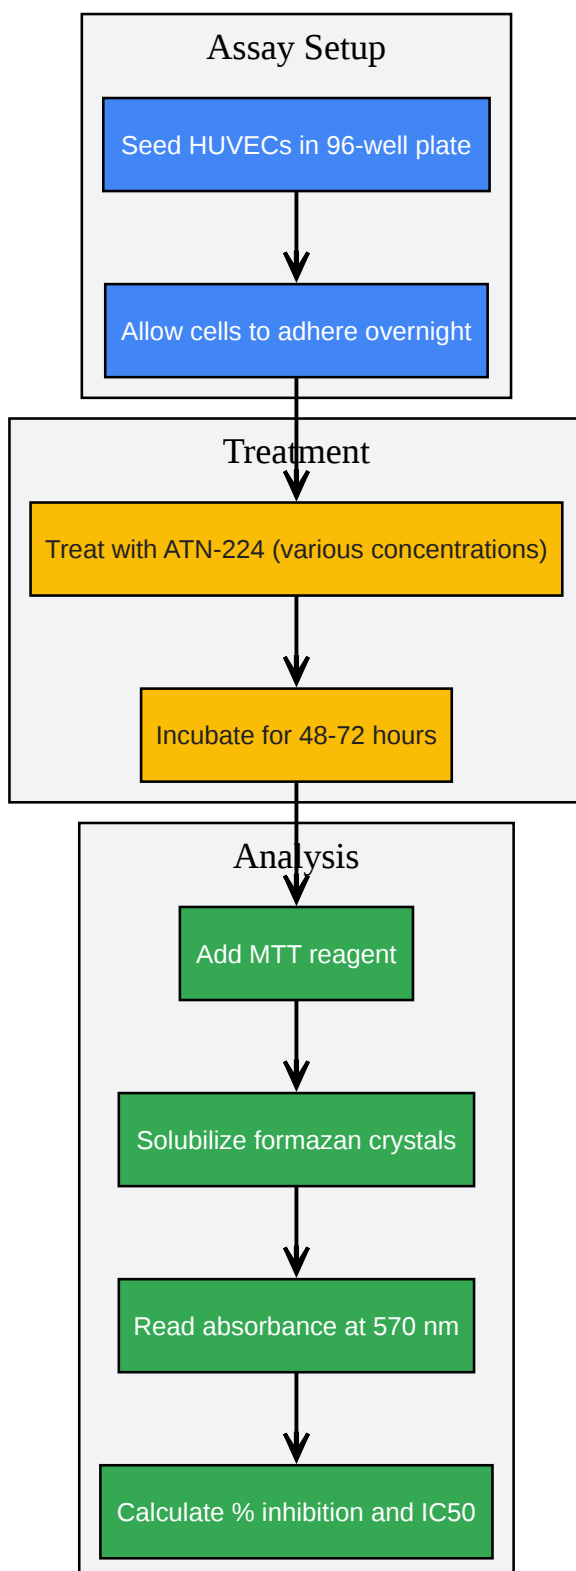 Assay Setup
Seed HUVECs in 96-well plate
Allow cells to adhere overnight
Treatment
Treat with ATN-224 (various concentrations)
Incubate for 48-72 hours
Analysis
Add MTT reagent
Solubilize formazan crystals
Read absorbance at 570 nm
Calculate % inhibition and IC50